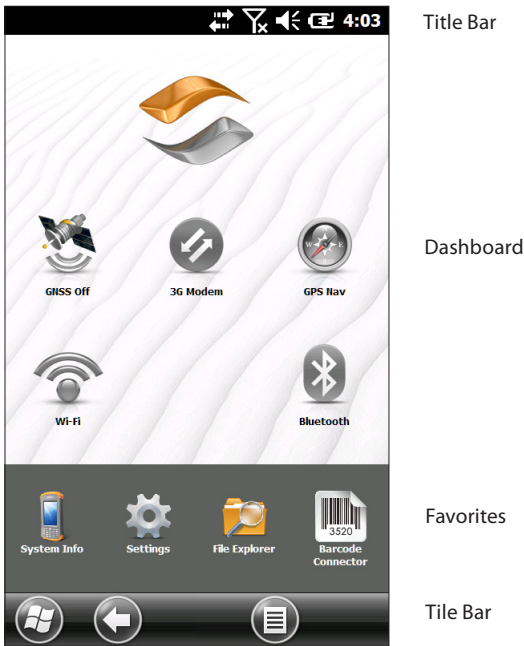 4:03 Title Bar
GNSS Off 3G Modem GPS Nav
Dashboard
W E
Wi-Fi Bluetooth
3520
Favorites
System Info Settings File Explorer Barcode
Connector
Tile Bar